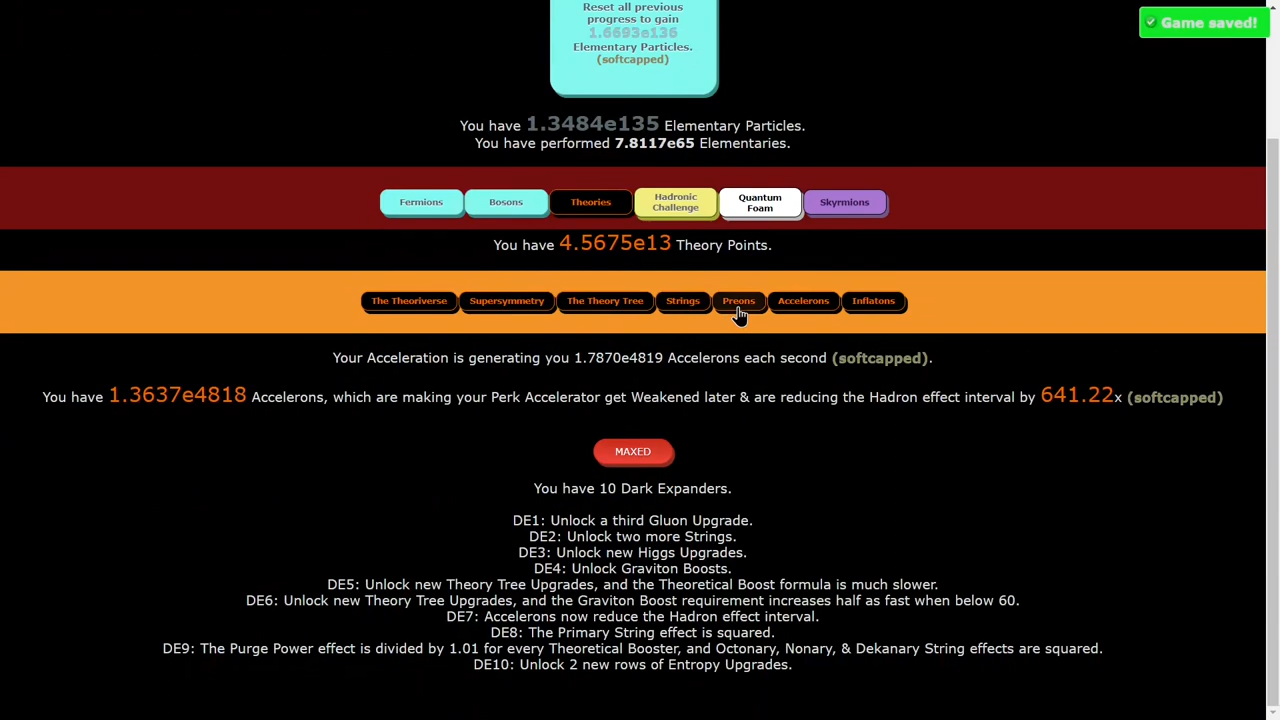 Reset all previous
progress to gain
1.6693e136
Elementary Particles.
(softcapped)
Game saved!
You have 1.3484e135 Elementary Particles.
You have performed 7.8117e65 Elementaries.
Fermions
Bosons
Theories
Hadronic
Challenge
Quantum
Foam
Skyrmions
You have 4.5675e13 Theory Points.
The Theoriverse
Supersymmetry
The Theory Tree
Strings
Preons
Accelerons
Inflatons
Your Acceleration is generating you 1.7870e4819 Accelerons each second (softcapped).
You have 1.3637e4818 Accelerons, which are making your Perk Accelerator get Weakened later & are reducing the Hadron effect interval by 641.22x (softcapped)
MAXED
You have 10 Dark Expanders.
DE1: Unlock a third Gluon Upgrade.
DE2: Unlock two more Strings.
DE3: Unlock new Higgs Upgrades.
DE4: Unlock Graviton Boosts.
DE5: Unlock new Theory Tree Upgrades, and the Theoretical Boost formula is much slower.
DE6: Unlock new Theory Tree Upgrades, and the Graviton Boost requirement increases half as fast when below 60.
DE7: Accelerons now reduce the Hadron effect interval.
DE8: The Primary String effect is squared.
DE9: The Purge Power effect is divided by 1.01 for every Theoretical Booster, and Octonary, Nonary, & Dekanary String effects are squared.
DE10: Unlock 2 new rows of Entropy Upgrades.